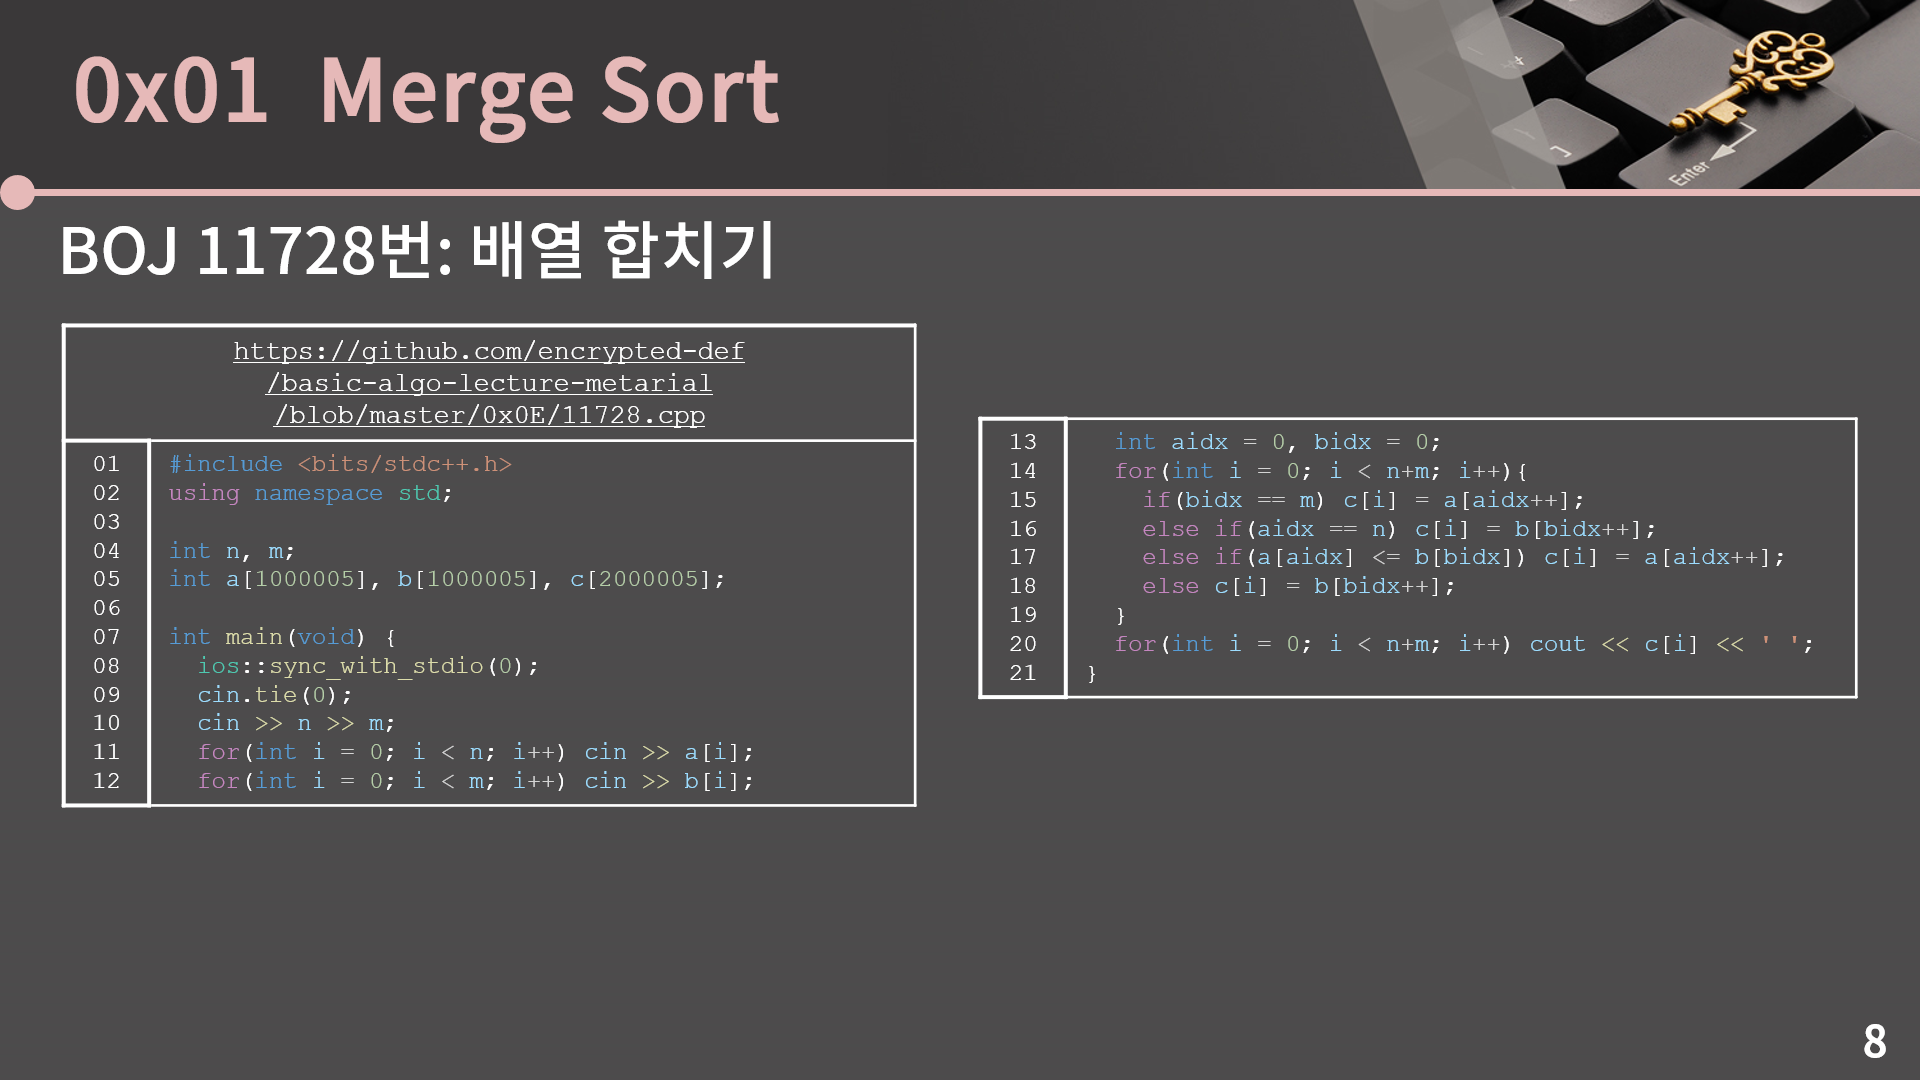 0x01 Merge Sort
Enter
BOJ 11728번: 배열 합치기
https://github.com/encrypted-def
/basic-algo-lecture-metarial
/blob/master/0x0E/11728.cpp
01 #include <bits/stdc++.h>
02 using namespace std;
03
04 int n, m;
05 int a[1000005], b[1000005], c[2000005];
06
07 int main(void) {
08   ios::sync_with_stdio(0);
09   cin.tie(0);
10   cin >> n >> m;
11   for(int i = 0; i < n; i++) cin >> a[i];
12   for(int i = 0; i < m; i++) cin >> b[i];
13   int aidx = 0, bidx = 0;
14   for(int i = 0; i < n+m; i++){
15     if(bidx == m) c[i] = a[aidx++];
16     else if(aidx == n) c[i] = b[bidx++];
17     else if(a[aidx] <= b[bidx]) c[i] = a[aidx++];
18     else c[i] = b[bidx++];
19   }
20   for(int i = 0; i < n+m; i++) cout << c[i] << ' ';
21 }
8